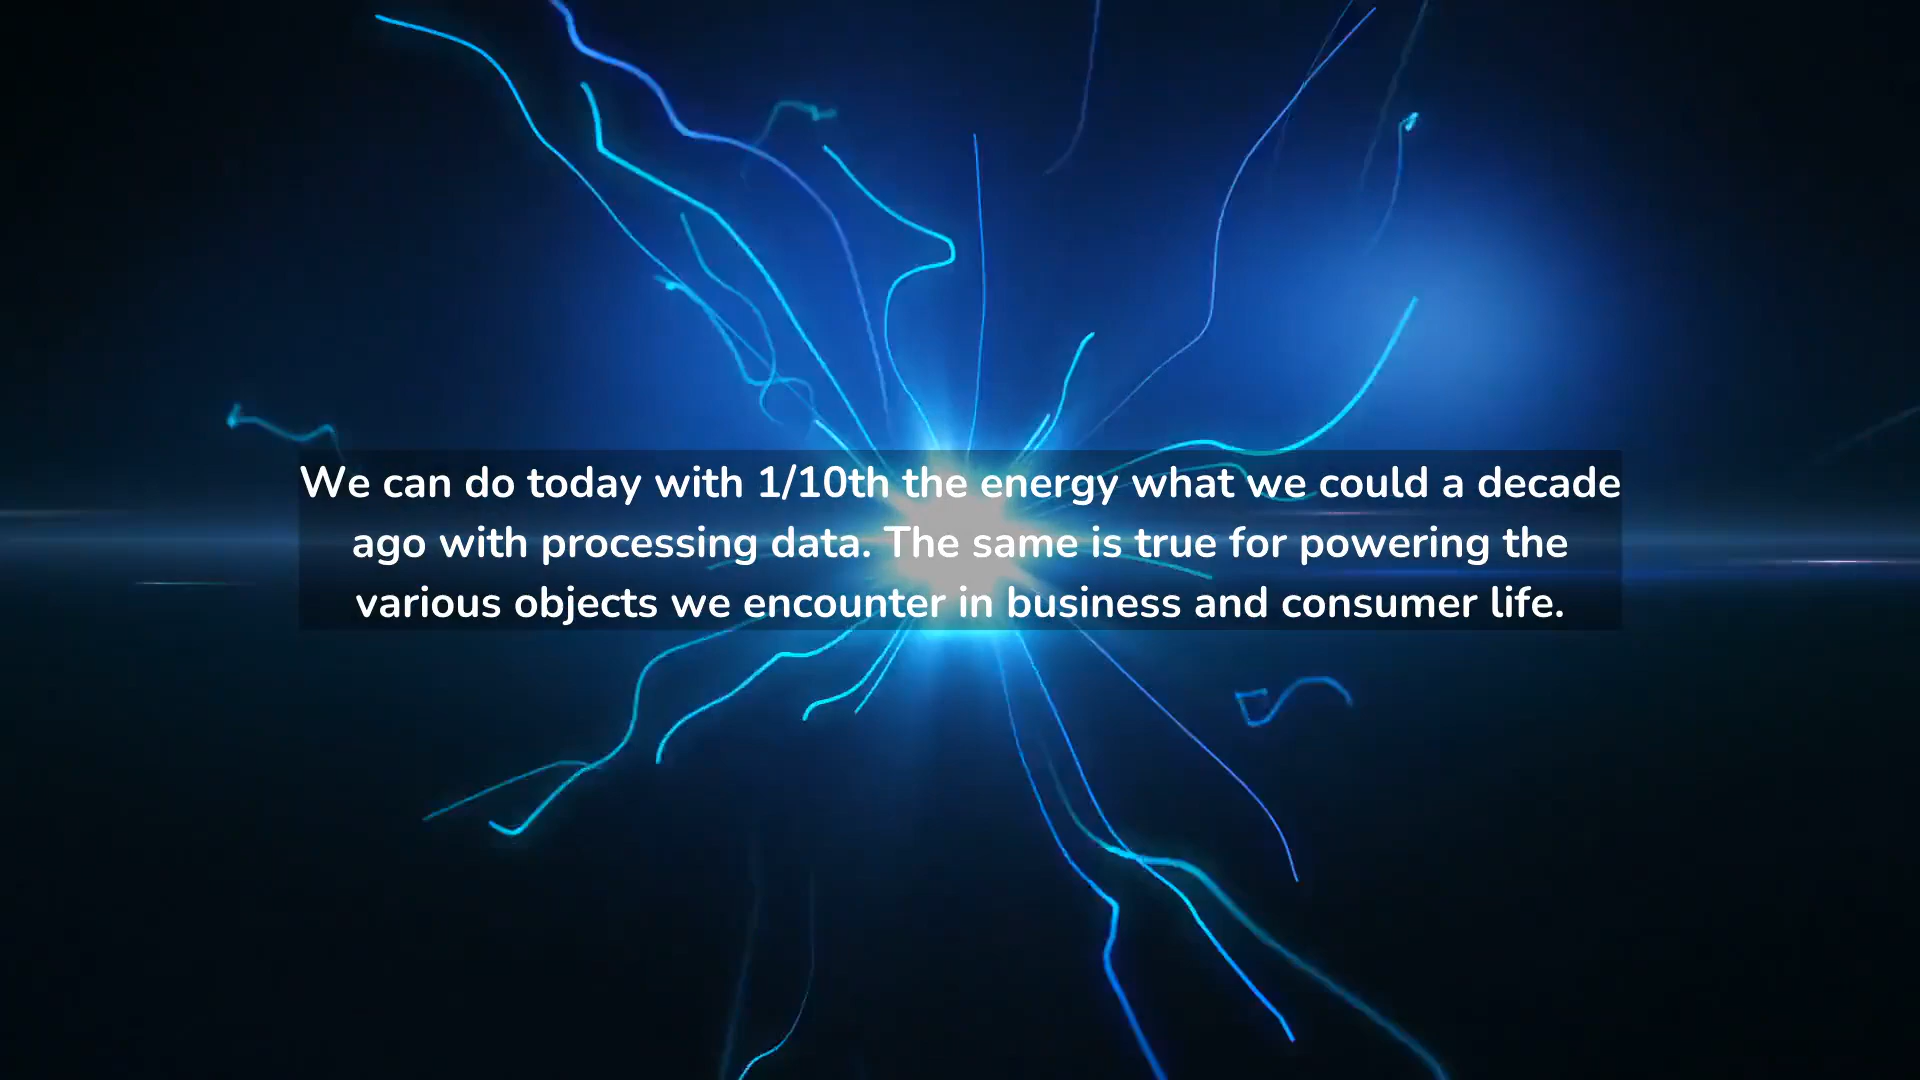 We can do today with 1/10th the energy what we could a decade
ago with processing data. The same is true for powering the
various objects we encounter in business and consumer life.